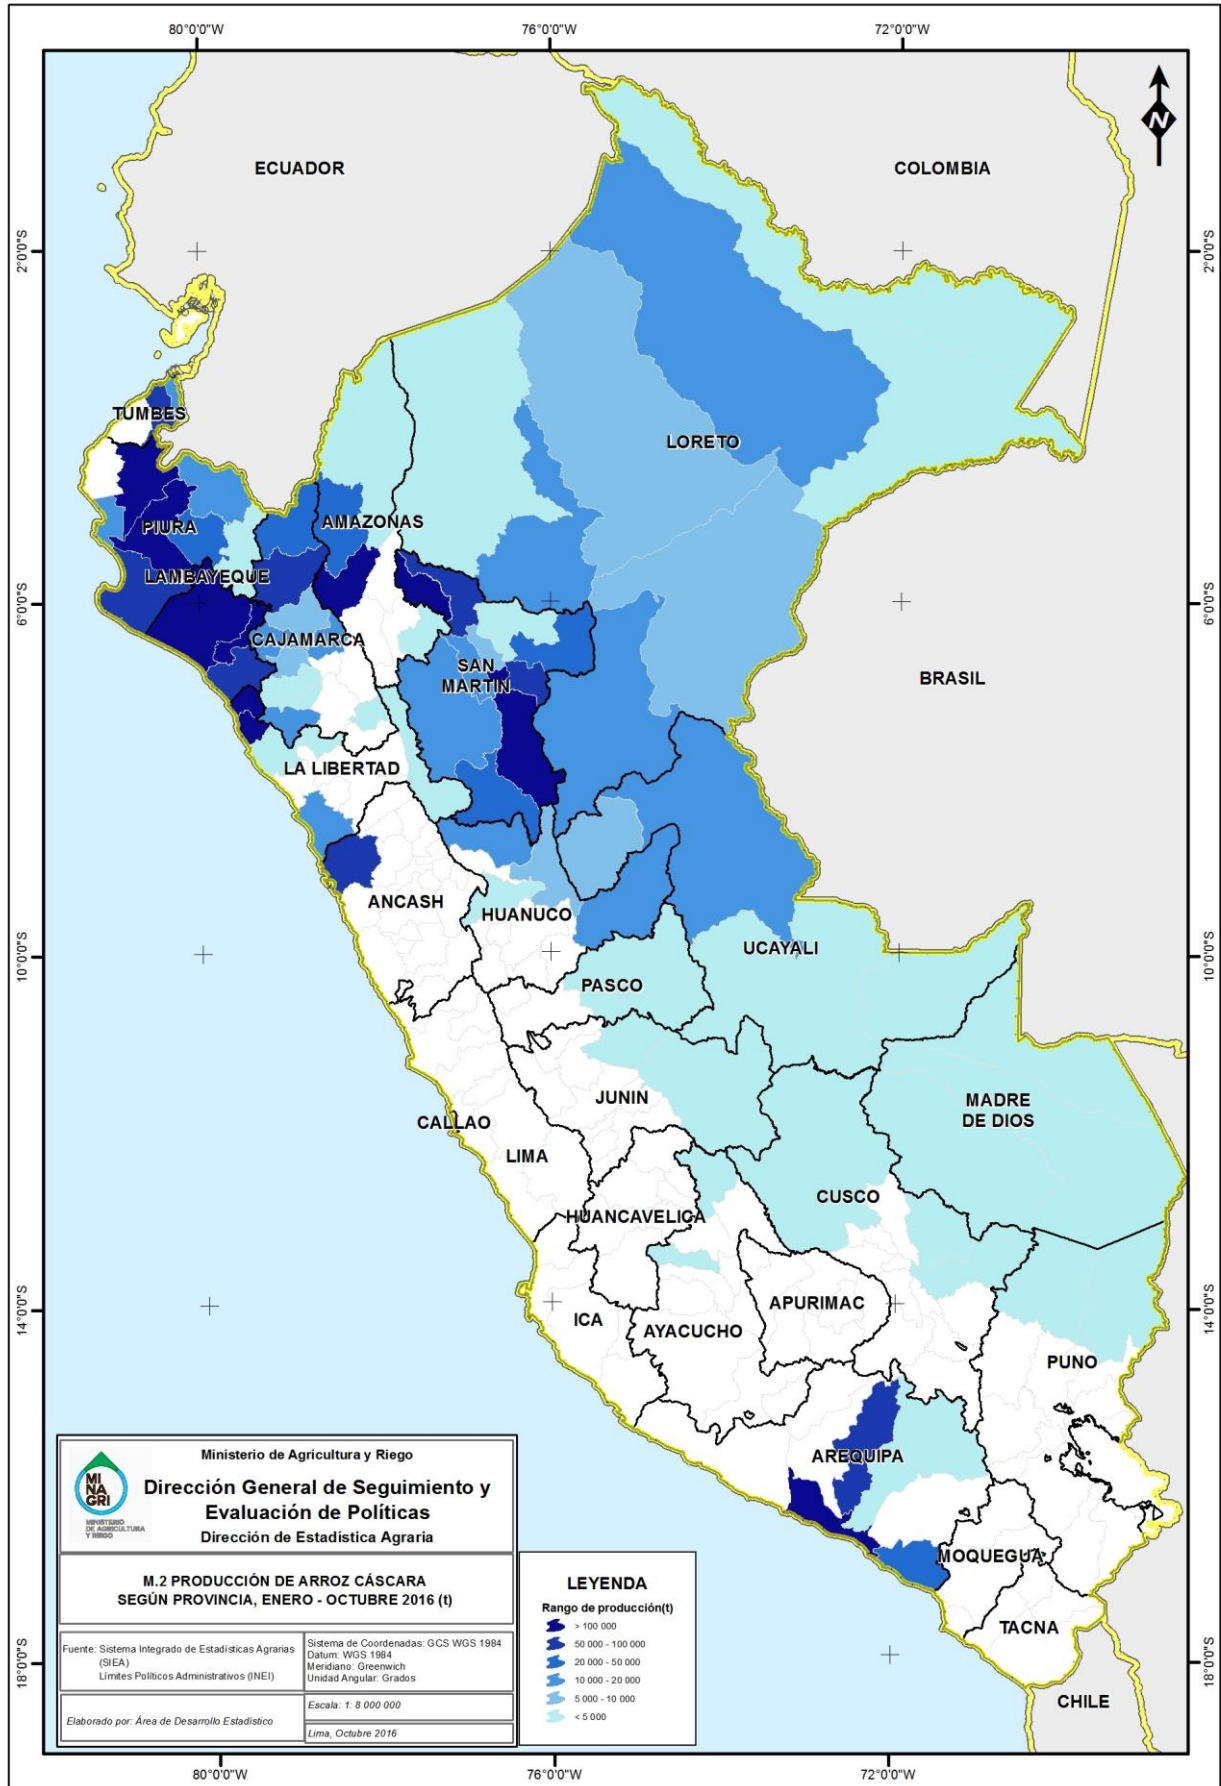 80°0'0"W
76°0'0"W
72°0'0"W
N
ECUADOR
COLOMBIA
2°0'0"S
2°0'0"S
TUMBES
LORETO
PIURA
AMAZONAS
LAMBAYEQUE
6°0'0"S
6°0'0"S
CAJAMARCA
SAN
MARTIN
BRASIL
LA LIBERTAD
ANCASH
HUANUCO
UCAYALI
10°0'0"S
10°0'0"S
PASCO
JUNIN
MADRE
DE DIOS
CALLAO
LIMA
CUSCO
HUANCAVELICA
14°0'0"S
14°0'0"S
ICA
APURIMAC
AYACUCHO
PUNO
AREQUIPA
MOQUEGUA
TACNA
18°0'0"S
18°0'0"S
CHILE
MI
NA
GRI
MINISTERIO
DE AGRICULTURA
Y RIEGO
Ministerio de Agricultura y Riego
Dirección General de Seguimiento y
Evaluación de Políticas
Dirección de Estadística Agraria
M.2 PRODUCCIÓN DE ARROZ CÁSCARA
SEGÚN PROVINCIA, ENERO - OCTUBRE 2016 (t)
Fuente: Sistema Integrado de Estadísticas Agrarias
(SIEA)
Límites Políticos Administrativos (INEI)
Sistema de Coordenadas: GCS WGS 1984
Datum: WGS 1984
Meridiano: Greenwich
Unidad Angular: Grados
Elaborado por: Área de Desarrollo Estadístico
Escala: 1: 8 000 000
Lima, Octubre 2016
LEYENDA
Rango de producción(t)
> 100 000
50 000 - 100 000
20 000 - 50 000
10 000 - 20 000
5 000 - 10 000
< 5 000
80°0'0"W
76°0'0"W
72°0'0"W